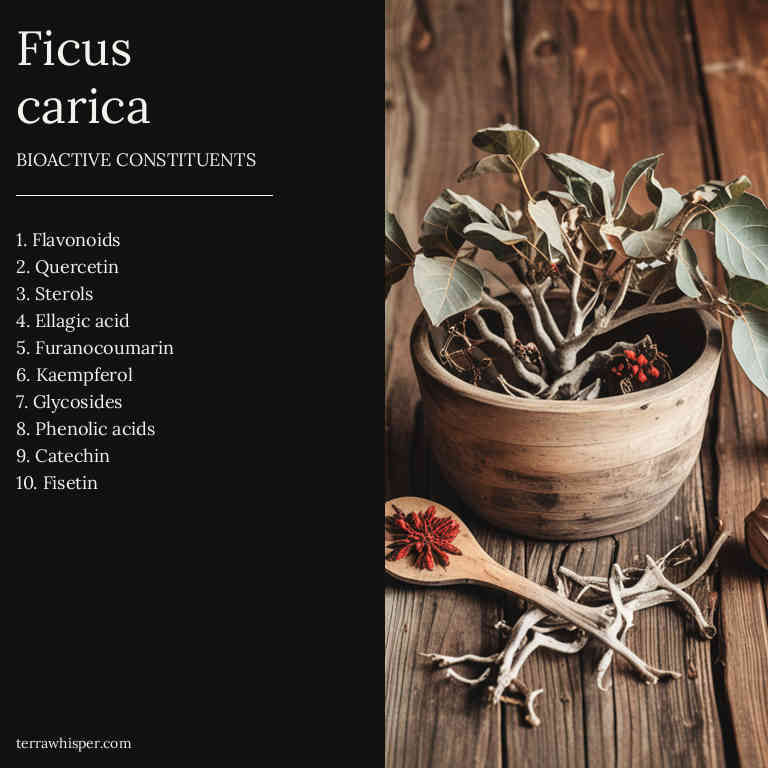 Ficus
carica
BIOACTIVE CONSTITUENTS
1. Flavonoids
2. Quercetin
3. Sterols
4. Ellagic acid
5. Furanocoumarin
6. Kaempferol
7. Glycosides
8. Phenolic acids
9. Catechin
10. Fisetin
terrawhisper.com